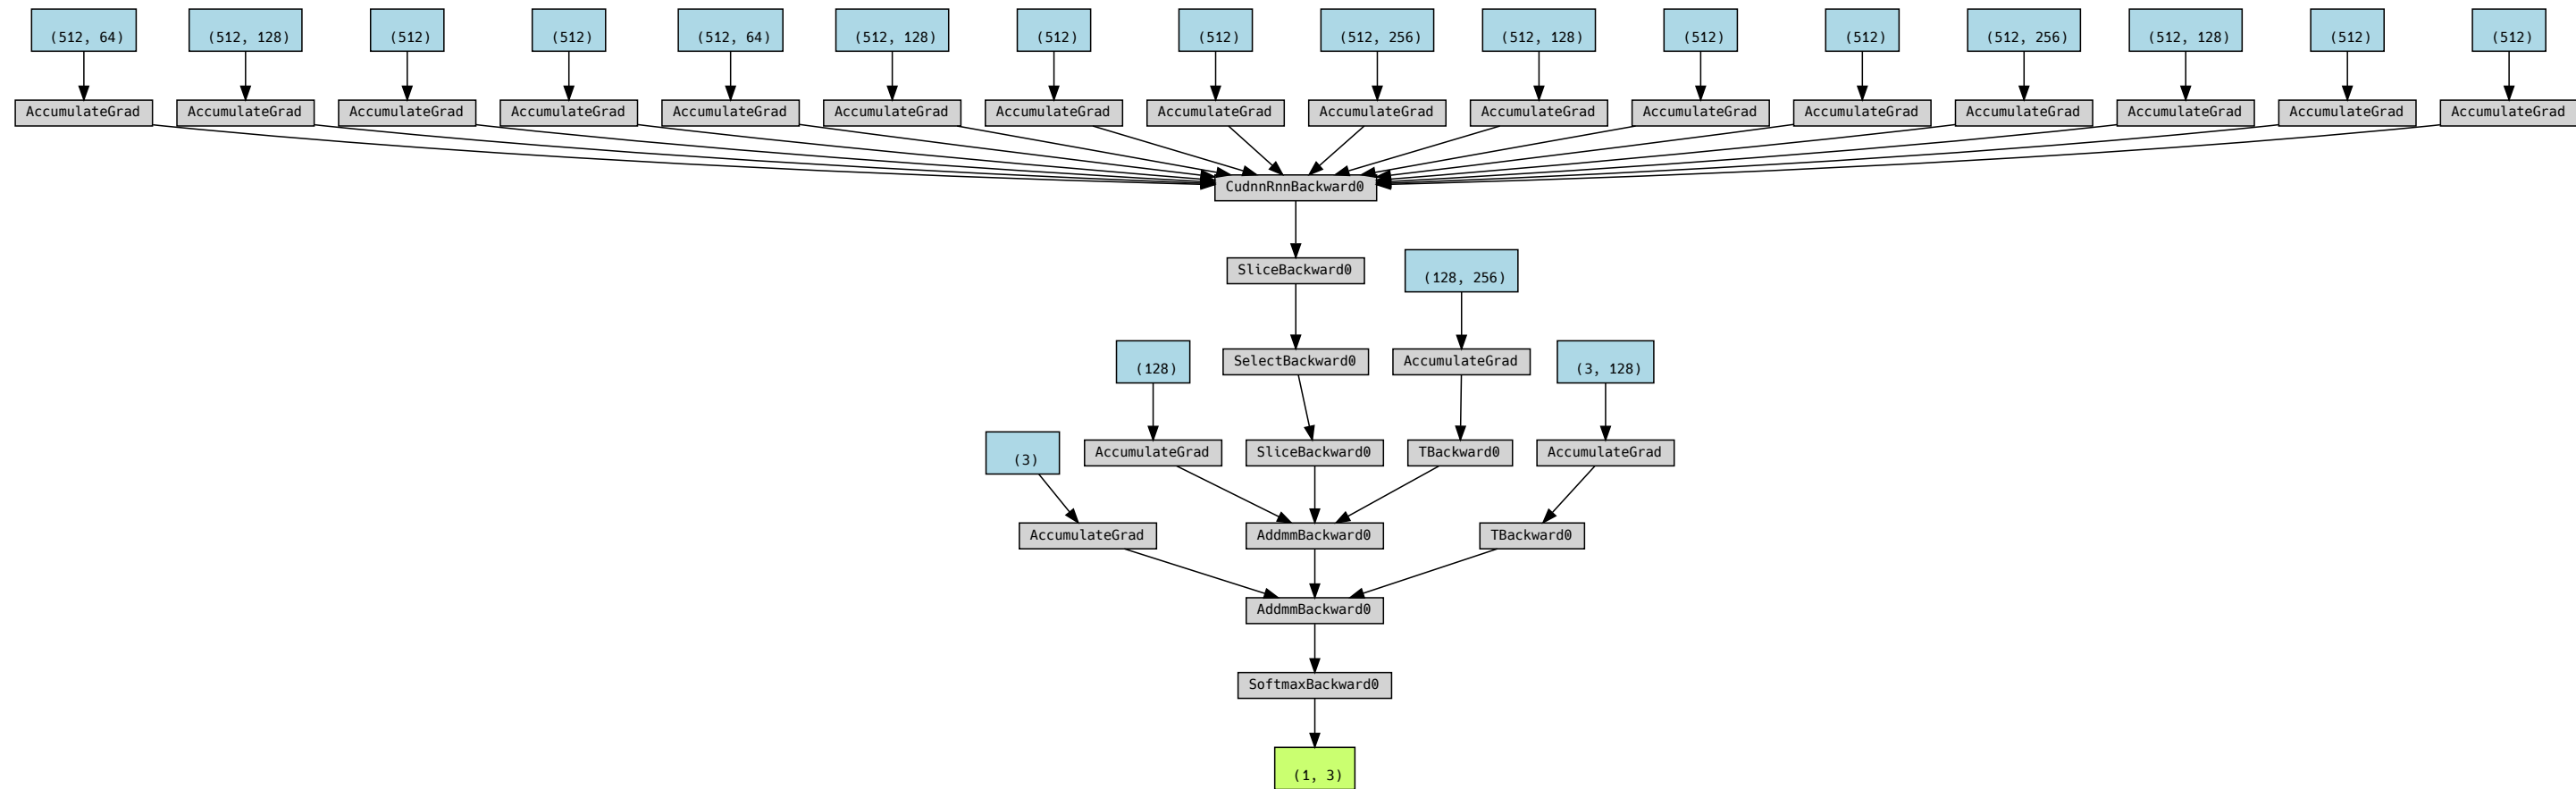 (512, 64) (512, 128) (512) (512) (512, 64) (512, 128) (512) (512) (512, 256) (512, 128) (512) (512) (512, 256) (512, 128) (512) (512)
AccumulateGrad AccumulateGrad AccumulateGrad AccumulateGrad AccumulateGrad AccumulateGrad AccumulateGrad AccumulateGrad AccumulateGrad AccumulateGrad AccumulateGrad AccumulateGrad AccumulateGrad AccumulateGrad AccumulateGrad AccumulateGrad
CudnnRnnBackward0
SliceBackward0 (128, 256)
(128) SelectBackward0 AccumulateGrad (3, 128)
(3) AccumulateGrad SliceBackward0 TBackward0 AccumulateGrad
AccumulateGrad AddmmBackward0 TBackward0
AddmmBackward0
SoftmaxBackward0
(1, 3)